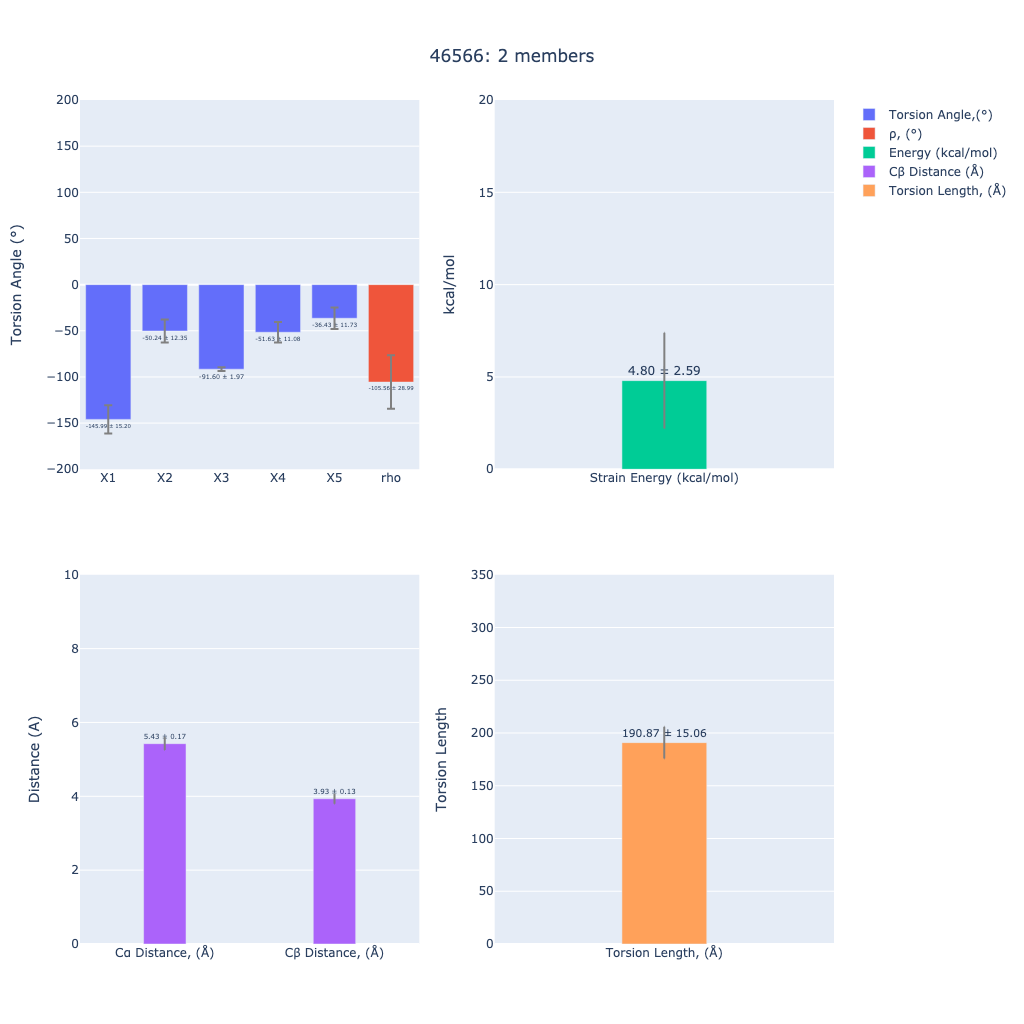 46566: 2 members
Torsion Angle (°)
200
150
100
50
0
−50
−100
−150
−200
-145.99 ± 15.20
-50.24 ± 12.35
-91.60 ± 1.97
-51.63 ± 11.08
-36.43 ± 11.73
-105.56 ± 28.99
X1 X2 X3 X4 X5 rho
kcal/mol
20
15
10
5
0
4.80 ± 2.59
Strain Energy (kcal/mol)
Torsion Angle,(°)
ρ, (°)
Energy (kcal/mol)
Cβ Distance (Å)
Torsion Length, (Å)
Distance (A)
10
8
6
4
2
0
5.43 ± 0.17
3.93 ± 0.13
Cα Distance, (Å) Cβ Distance, (Å)
Torsion Length
350
300
250
200
150
100
50
0
190.87 ± 15.06
Torsion Length, (Å)